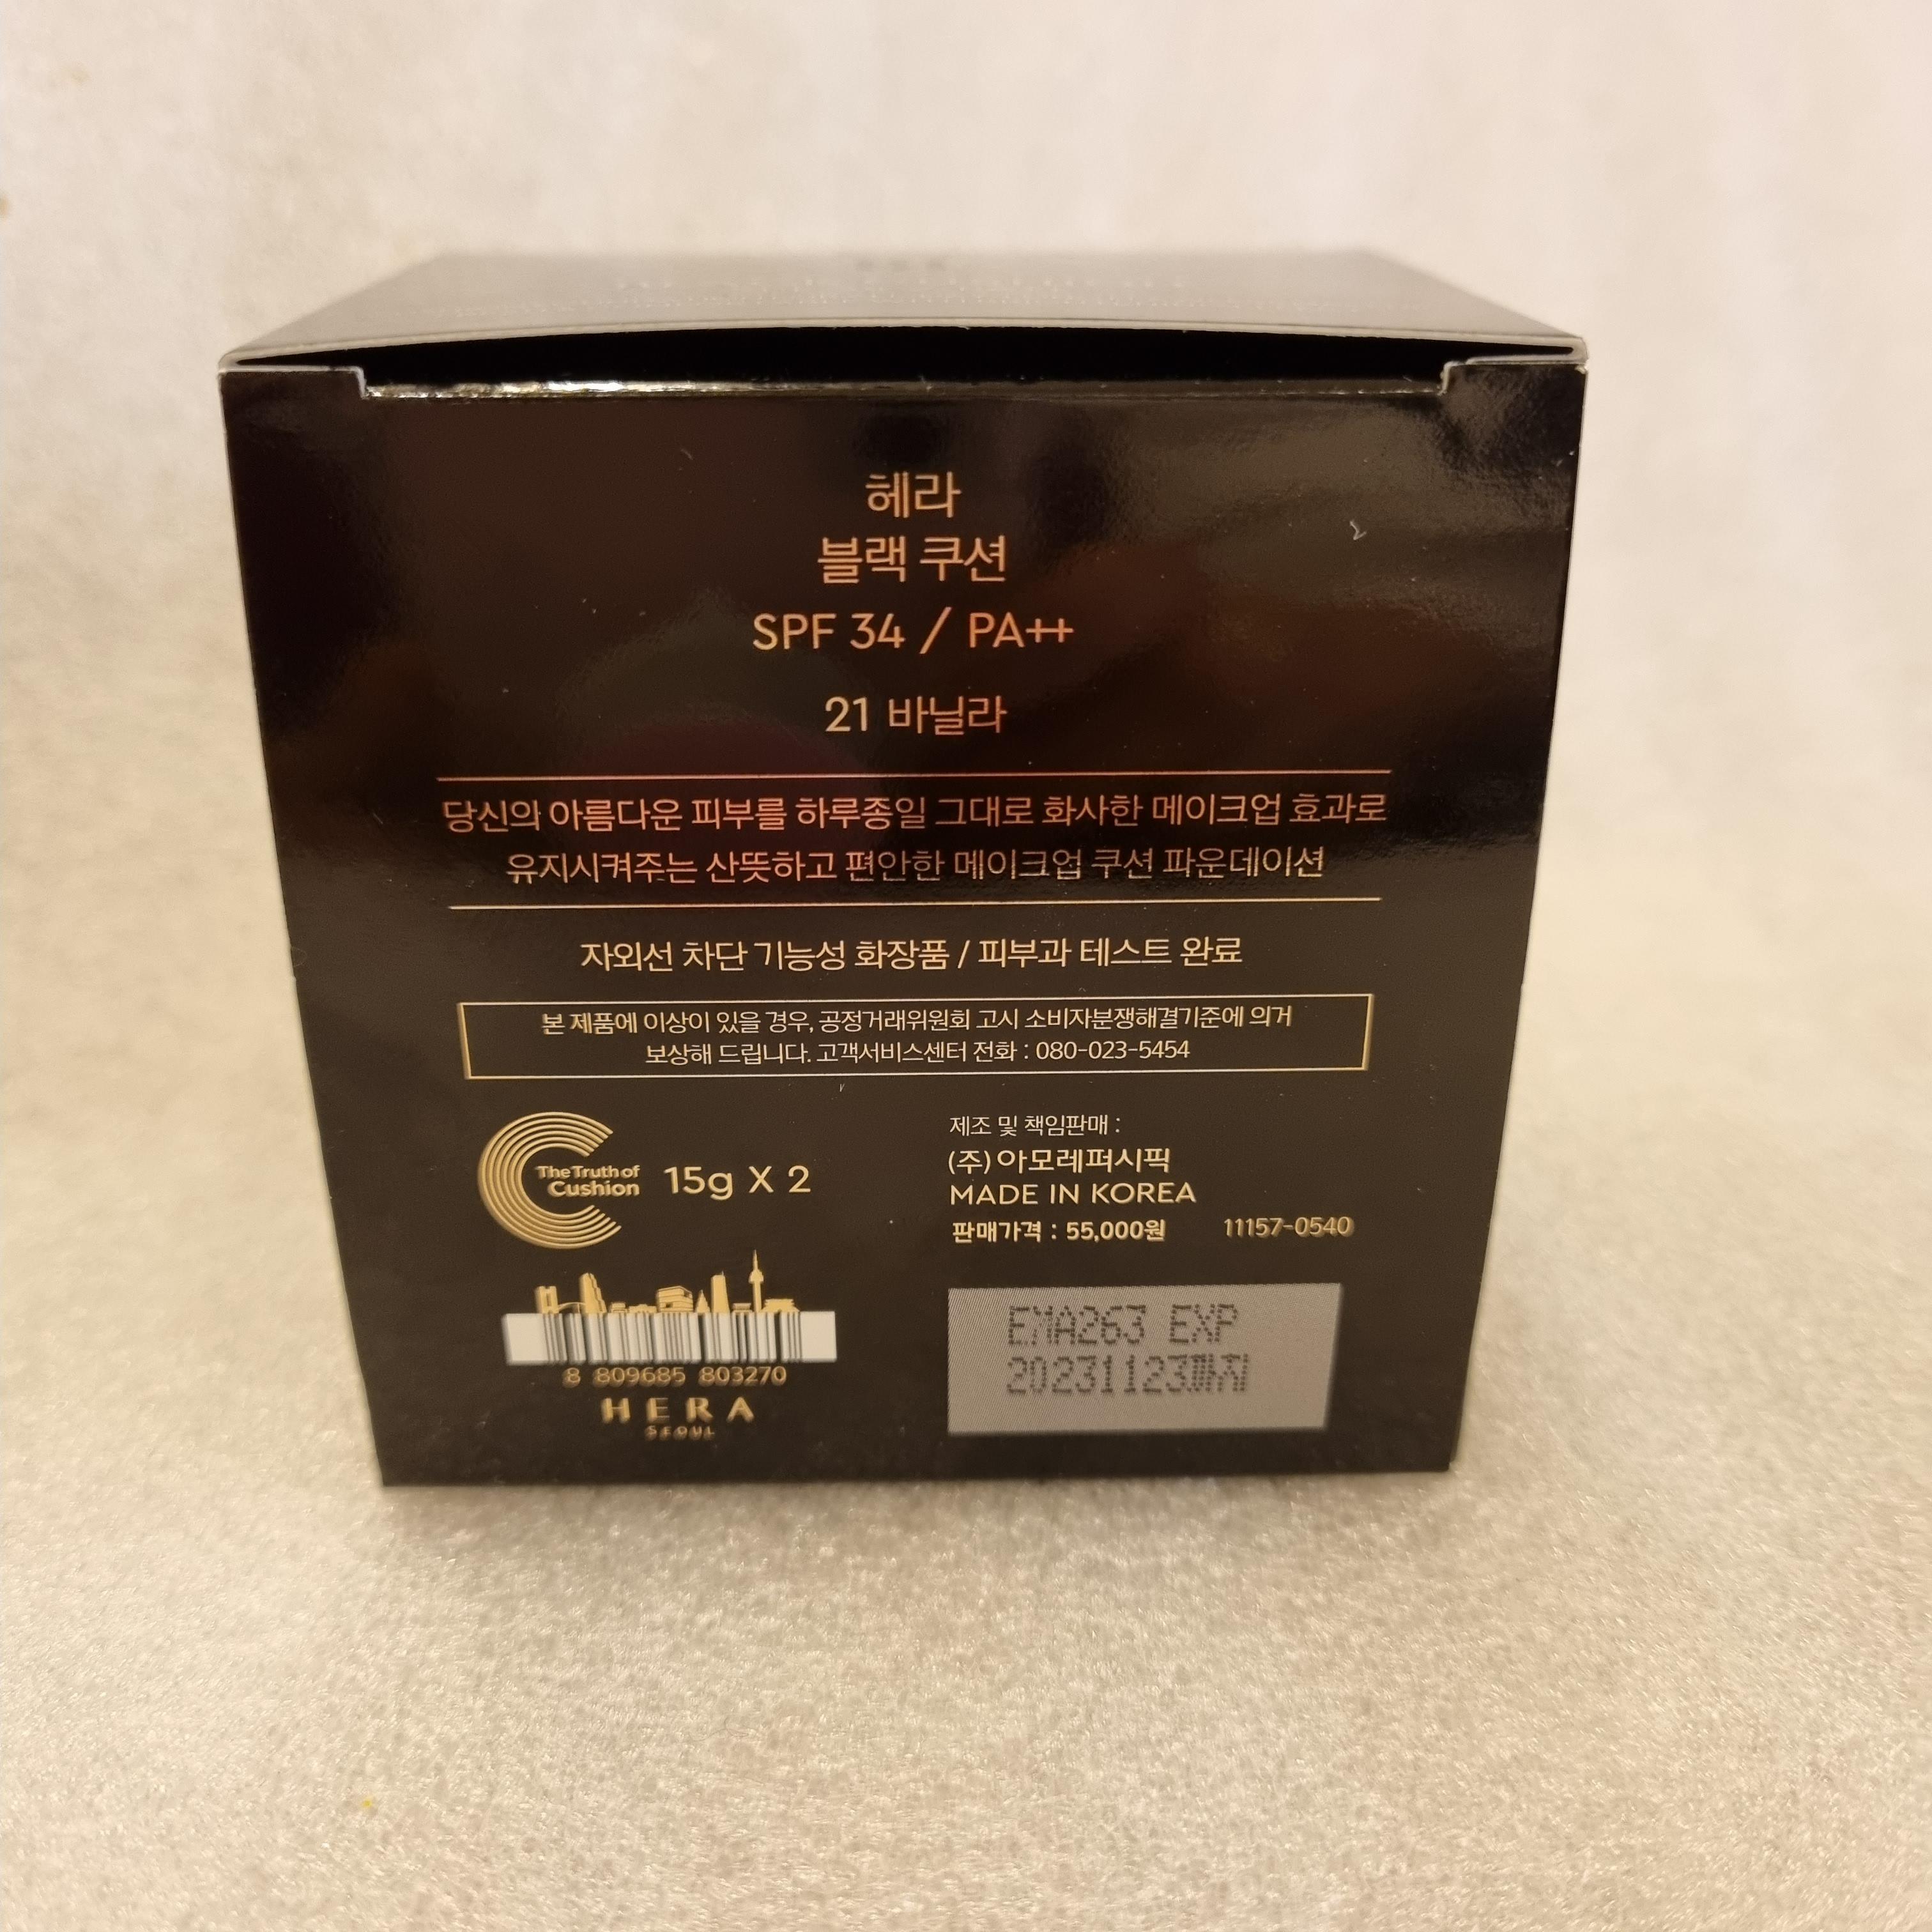 헤라
블랙 쿠션
SPF 34 / PA++
21 바닐라
당신의 아름다운 피부를 하루종일 그대로 화사한 메이크업 효과로
유지시켜주는 산뜻하고 편안한 메이크업 쿠션 파운데이션
자외선 차단 기능성 화장품 / 피부과 테스트 완료
본 제품에 이상이 있을 경우, 공정거래위원회 고시 소비자분쟁해결기준에 의거
보상해 드립니다. 고객서비스센터 전화 : 080-023-5454
The Truth of
Cushion
15g X 2
제조 및 책임판매 :
(주)아모레퍼시픽
MADE IN KOREA
판매가격 : 55,000원 11157-0540
8 809685 803270
HERA
SEOUL
EMA263 EXP
20231123까지